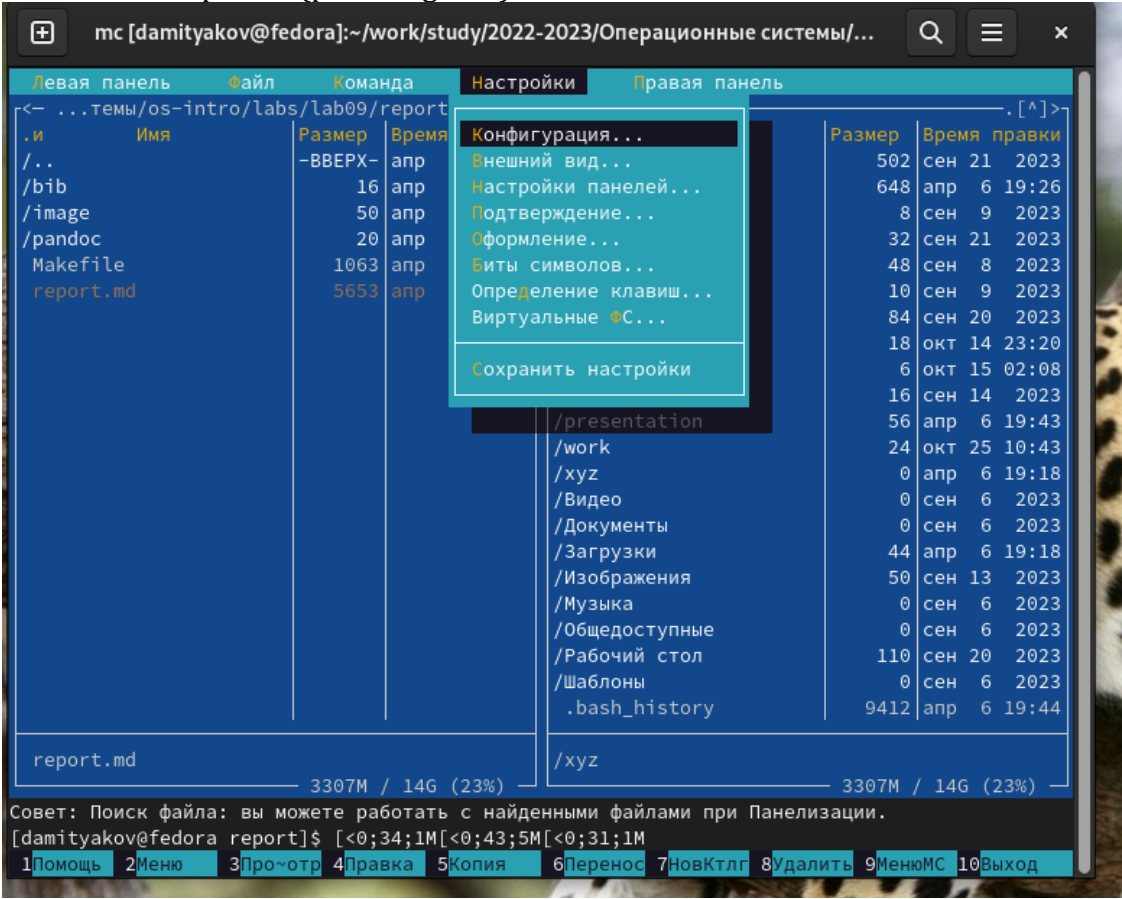 mc [damityakov@fedora]:~/work/study/2022-2023/Операционные системы/...
Левая панель Файл Команда Настройки Правая панель
<— ...темы/os-intro/labs/lab09/report .[^]>
.и Имя Размер Время Размер Время правки
/.. -ВВЕРХ- апр Конфигурация... 502 сен 21 2023
/bib 16 апр Внешний вид... 648 апр 6 19:26
/image 50 апр Настройки панелей... 8 сен 9 2023
/pandoc 20 апр Подтверждение... 32 сен 21 2023
Makefile 1063 апр Оформление... 48 сен 8 2023
report.md 5653 апр Биты символов... 10 сен 9 2023
Определение клавиш... 84 сен 20 2023
Виртуальные ФС... 18 окт 14 23:20
Сохранить настройки 6 окт 15 02:08
16 сен 14 2023
/presentation 56 апр 6 19:43
/work 24 окт 25 10:43
/xyz 0 апр 6 19:18
/Видео 0 сен 6 2023
/Документы 0 сен 6 2023
/Загрузки 44 апр 6 19:18
/Изображения 50 сен 13 2023
/Музыка 0 сен 6 2023
/Общедоступные 0 сен 6 2023
/Рабочий стол 110 сен 20 2023
/Шаблоны 0 сен 6 2023
.bash_history 9412 апр 6 19:44
report.md /xyz
3307M / 14G (23%) 3307M / 14G (23%)
Совет: Поиск файла: вы можете работать с найденными файлами при Панелизации.
[damityakov@fedora report]$ [<0;34;1M[<0;43;5M[<0;31;1M
1Помощь 2Меню 3Про~отр 4Правка 5Копия 6Перенос 7НовКтлг 8Удалить 9МенюМС 10Выход